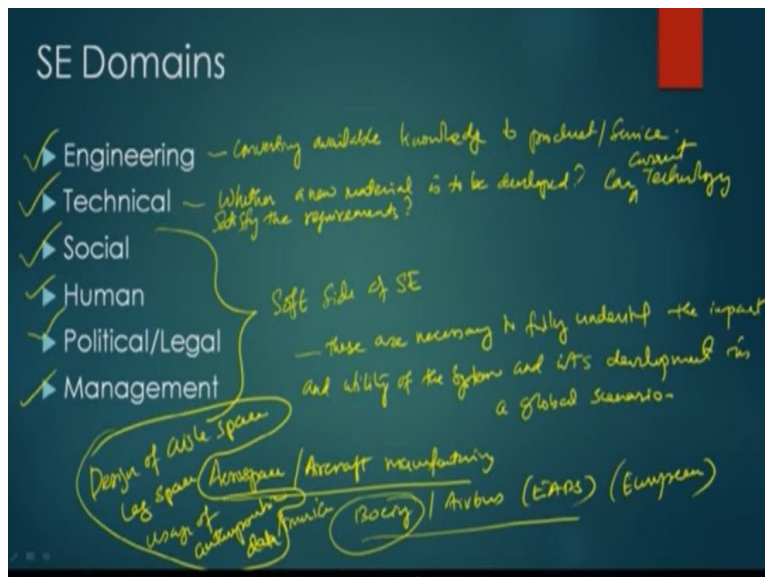 SE Domains
Engineering – converting available knowledge to product/Service.
Technical – Whether a new material is to be developed? Can current Technology
satisfy the requirements?
Social
Human
Soft Side of SE
Political/Legal
– these are necessary to fully understand the impact
Management
and utility of the System and its development in
a global scenario.
Design of aisle space
Leg space
Aerospace/Aircraft manufacturing
usage of
data America Boeing / Airbus (EADS) (European)